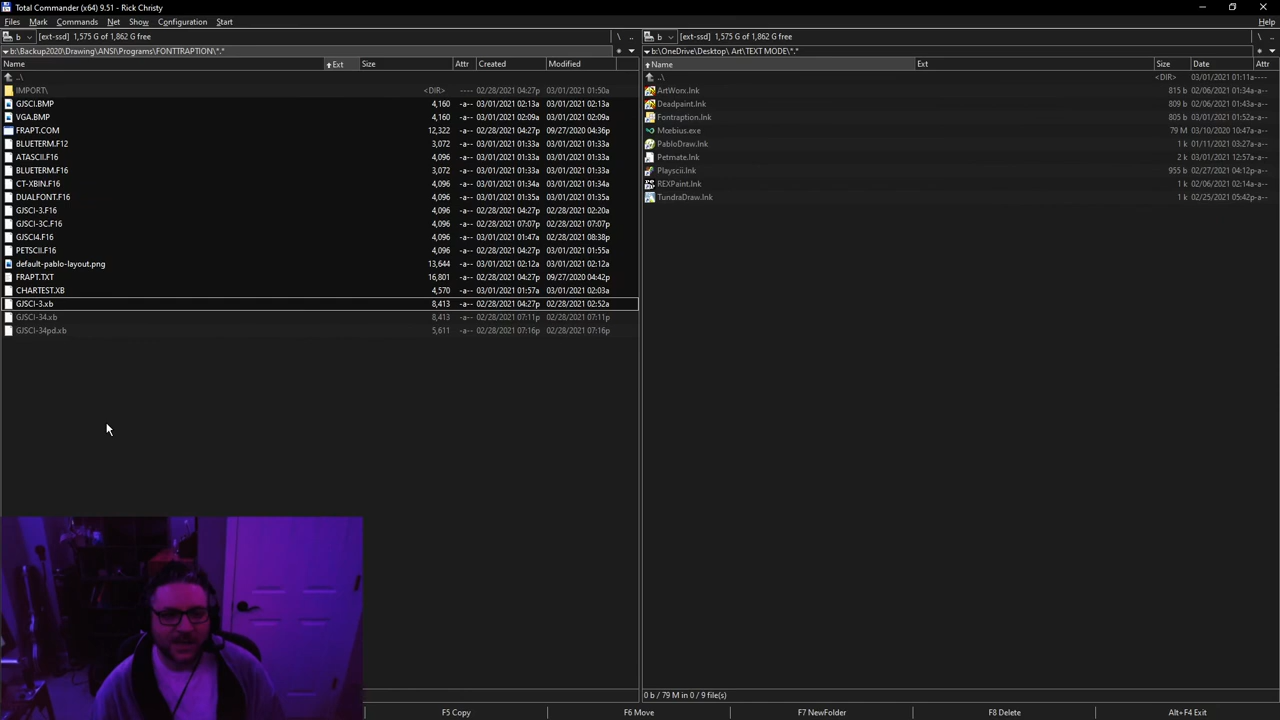 Total Commander (x64) 9.51 - Rick Christy
Files Mark Commands Net Show Configuration Start Help
b [ext-ssd] 1,575 G of 1,862 G free \ ..
b:\Backup2020\Drawing\ANSI\Programs\FONTTRAPTION\*.*
Name Ext Size Attr Created Modified
..\
IMPORT\ <DIR> ---- 02/28/2021 04:27p 03/01/2021 01:50a
GJSCI.BMP 4,160 -a-- 02/28/2021 04:27p 03/01/2021 02:13a
VGA.BMP 4,160 -a-- 03/01/2021 02:09a 03/01/2021 02:09a
FRAPT.COM 12,322 -a-- 02/28/2021 04:27p 09/27/2020 04:36p
BLUETERM.F12 3,072 -a-- 03/01/2021 01:33a 03/01/2021 01:33a
ATASCII.F16 4,096 -a-- 03/01/2021 01:33a 03/01/2021 01:33a
BLUETERM.F16 3,072 -a-- 03/01/2021 01:33a 03/01/2021 01:33a
CT-XBIN.F16 4,096 -a-- 03/01/2021 01:34a 03/01/2021 01:34a
DUALFONT.F16 4,096 -a-- 03/01/2021 01:35a 03/01/2021 01:35a
GJSCI-3.F16 4,096 -a-- 02/28/2021 04:27p 02/28/2021 02:20a
GJSCI-3C.F16 4,096 -a-- 02/28/2021 07:07p 02/28/2021 07:07p
GJSCI4.F16 4,096 -a-- 03/01/2021 01:47a 02/28/2021 08:38p
PETSCII.F16 4,096 -a-- 02/28/2021 04:27p 03/01/2021 01:55a
default-pablo-layout.png 13,644 -a-- 03/01/2021 02:12a 03/01/2021 02:12a
FRAPT.TXT 16,801 -a-- 02/28/2021 04:27p 09/27/2020 04:42p
CHARTEST.XB 4,570 -a-- 03/01/2021 01:57a 03/01/2021 02:03a
GJSCI-3.xb 8,413 -a-- 02/28/2021 04:27p 02/28/2021 02:52a
GJSCI-34.xb 8,413 -a-- 02/28/2021 07:11p 02/28/2021 07:11p
GJSCI-34pd.xb 5,611 -a-- 02/28/2021 07:16p 02/28/2021 07:16p
b [ext-ssd] 1,575 G of 1,862 G free \ ..
b:\OneDrive\Desktop\ Art\TEXT MODE\*.*
Name Ext Size Date Attr
..\ <DIR> 03/01/2021 01:11a ----
ArtWorx.lnk 815 b 02/06/2021 01:34a -a--
Deadpaint.lnk 809 b 02/06/2021 01:43a -a--
Fontraption.lnk 805 b 03/01/2021 01:52a -a--
Mœbius.exe 79 M 03/10/2020 10:47a -a--
PabloDraw.lnk 1 k 01/11/2021 03:27a -a--
Petmate.lnk 2 k 03/01/2021 12:57a -a--
Playscii.lnk 955 b 02/27/2021 04:12p -a--
REXPaint.lnk 1 k 02/06/2021 01:34a -a--
TundraDraw.lnk 1 k 02/25/2021 05:42p -a--
0 b / 79 M in 0 / 9 file(s)
F5 Copy F6 Move F7 NewFolder F8 Delete Alt+F4 Exit